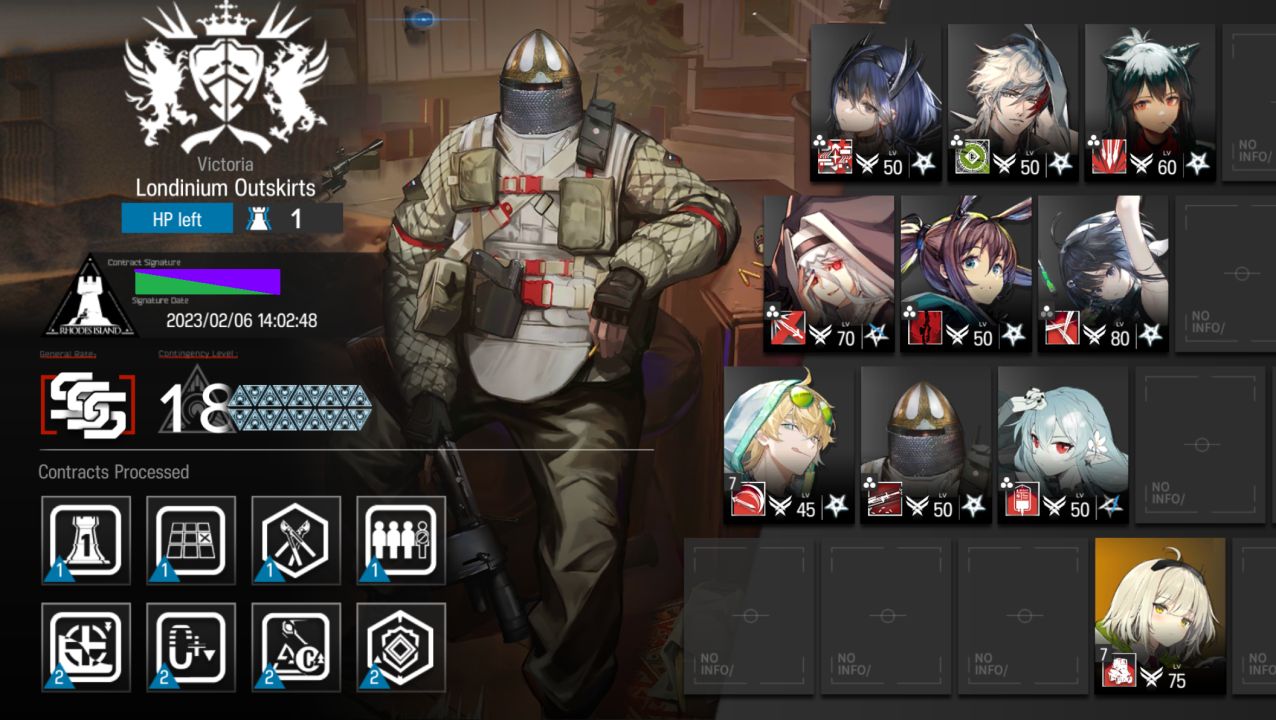 Victoria
Londinium Outskirts
HP left 1
Contract Signature
Signature Date
2023/02/06 14:02:48
RHODES ISLAND
General Rate:
Contingency Level:
SSS
18
Contracts Processed
1
1
1
1
1
2
2
C
2
2
LV
50
LV
50
LV
60
NO
INFO/
LV
70
LV
50
LV
80
NO
INFO/
7
LV
45
LV
50
LV
50
NO
INFO/
NO
INFO/
NO
INFO/
NO
INFO/
7
LV
75
NO
INFO/